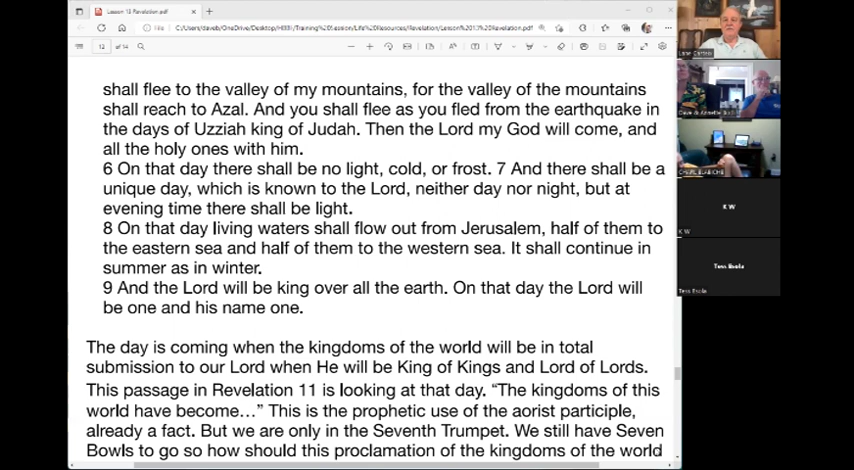 Lesson 13 Revelation.pdf
File
12 of 14
shall flee to the valley of my mountains, for the valley of the mountains
shall reach to Azal. And you shall flee as you fled from the earthquake in
the days of Uzziah king of Judah. Then the Lord my God will come, and
all the holy ones with him.
6 On that day there shall be no light, cold, or frost. 7 And there shall be a
unique day, which is known to the Lord, neither day nor night, but at
evening time there shall be light.
8 On that day living waters shall flow out from Jerusalem, half of them to
the eastern sea and half of them to the western sea. It shall continue in
summer as in winter.
9 And the Lord will be king over all the earth. On that day the Lord will
be one and his name one.
The day is coming when the kingdoms of the world will be in total
submission to our Lord when He will be King of Kings and Lord of Lords.
This passage in Revelation 11 is looking at that day. “The kingdoms of this
world have become…” This is the prophetic use of the aorist participle,
already a fact. But we are only in the Seventh Trumpet. We still have Seven
Bowls to go so how should this proclamation of the kingdoms of the world
K W
K W